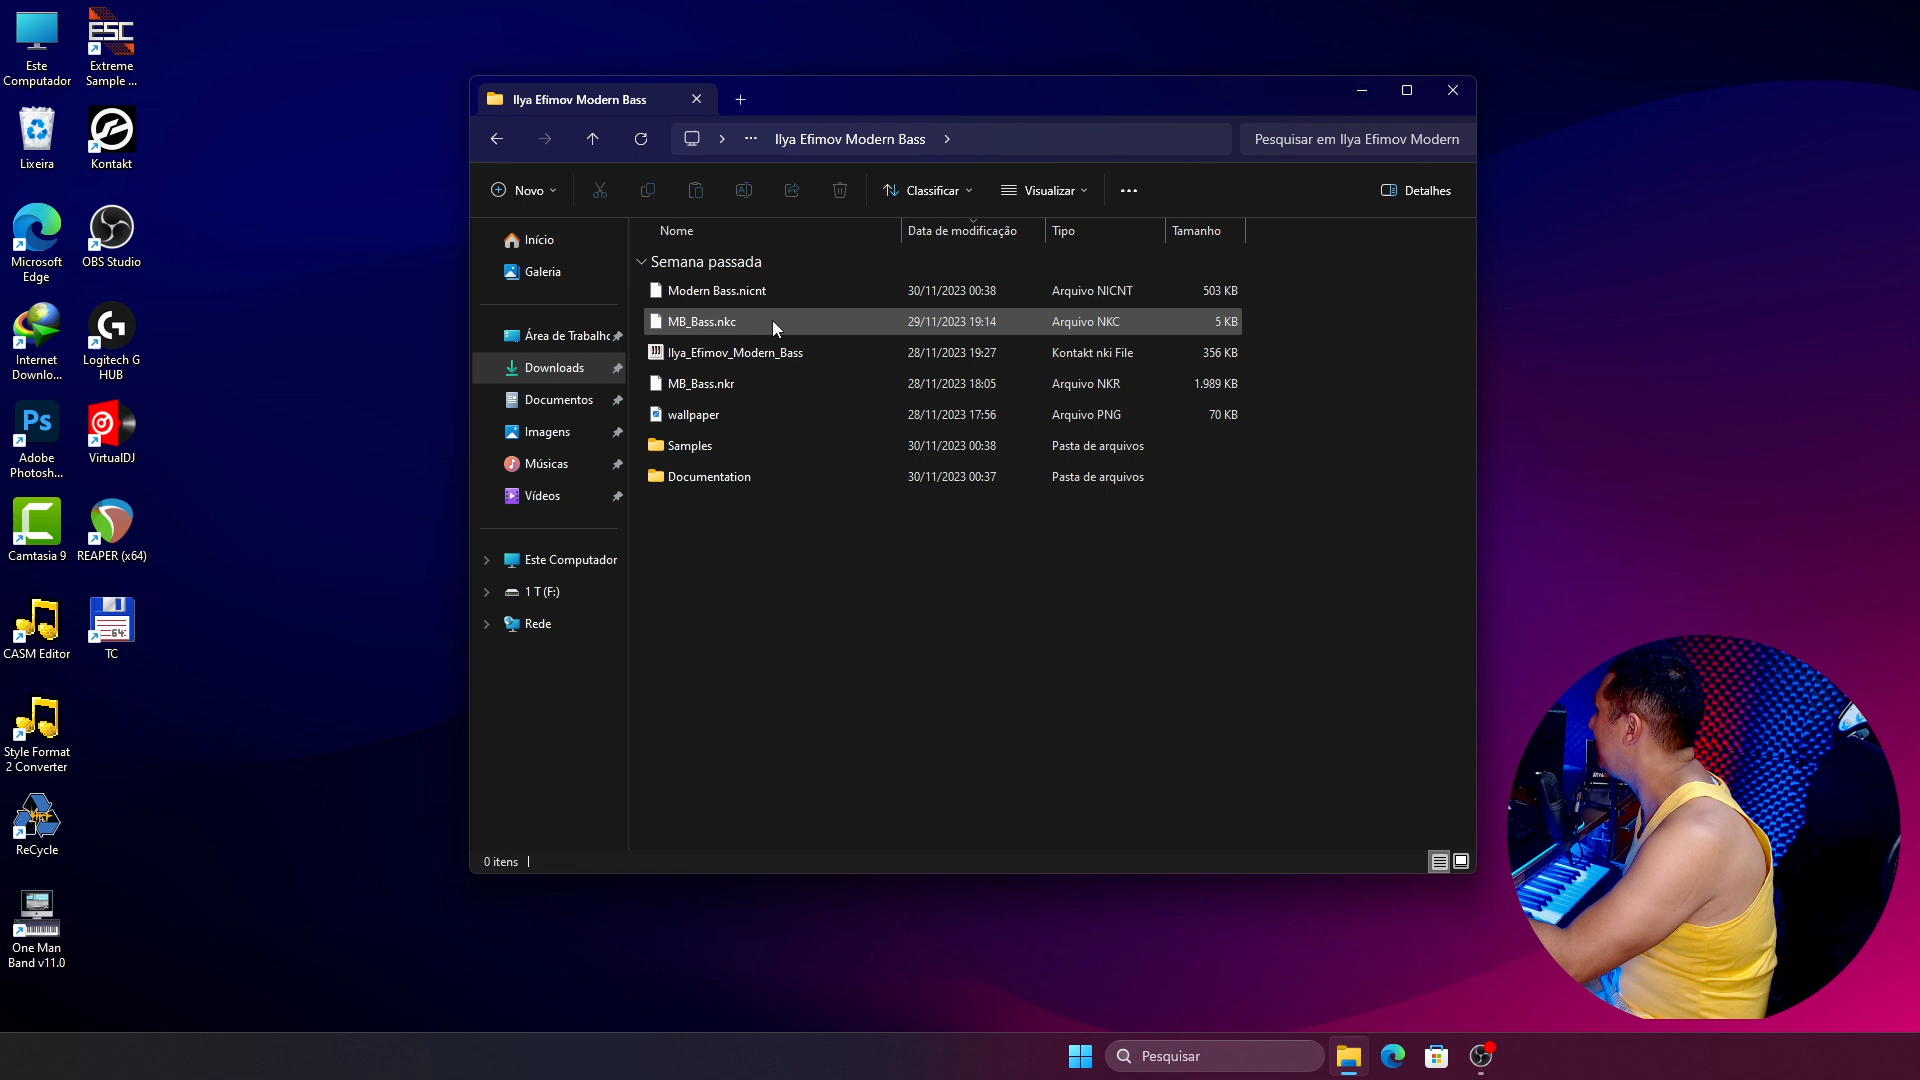 Este
Computador
ESC
Extreme
Sample ...
Lixeira
Kontakt
Microsoft
Edge
OBS Studio
Internet
Downlo...
Logitech G
HUB
Ps
Adobe
Photosh...
VirtualDJ
Camtasia 9
REAPER (x64)
CASM Editor
64:
TC
Style Format
2 Converter
ReCycle
One Man
Band v11.0
Ilya Efimov Modern Bass
Ilya Efimov Modern Bass
Pesquisar em Ilya Efimov Modern
Novo
Classificar
Visualizar
Detalhes
Início
Galeria
Área de Trabalho
Downloads
Documentos
Imagens
Músicas
Vídeos
Este Computador
1 T (F:)
Rede
Nome Data de modificação Tipo Tamanho
Semana passada
Modern Bass.nicnt 30/11/2023 00:38 Arquivo NICNT 503 KB
MB_Bass.nkc 29/11/2023 19:14 Arquivo NKC 5 KB
Ilya_Efimov_Modern_Bass 28/11/2023 19:27 Kontakt nki File 356 KB
MB_Bass.nkr 28/11/2023 18:05 Arquivo NKR 1.989 KB
wallpaper 28/11/2023 17:56 Arquivo PNG 70 KB
Samples 30/11/2023 00:38 Pasta de arquivos
Documentation 30/11/2023 00:37 Pasta de arquivos
0 itens
Pesquisar